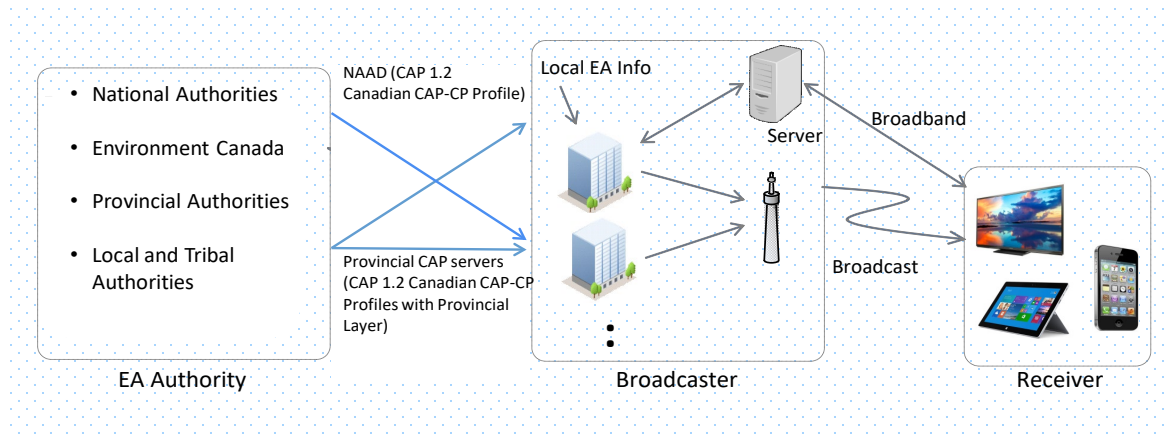 • National Authorities
• Environment Canada
• Provincial Authorities
• Local and Tribal
Authorities
EA Authority
NAAD (CAP 1.2
Canadian CAP-CP Profile)
Provincial CAP servers
(CAP 1.2 Canadian CAP-CP
Profiles with Provincial
Layer)
Local EA Info
Server
Broadcaster
Broadband
Broadcast
Receiver